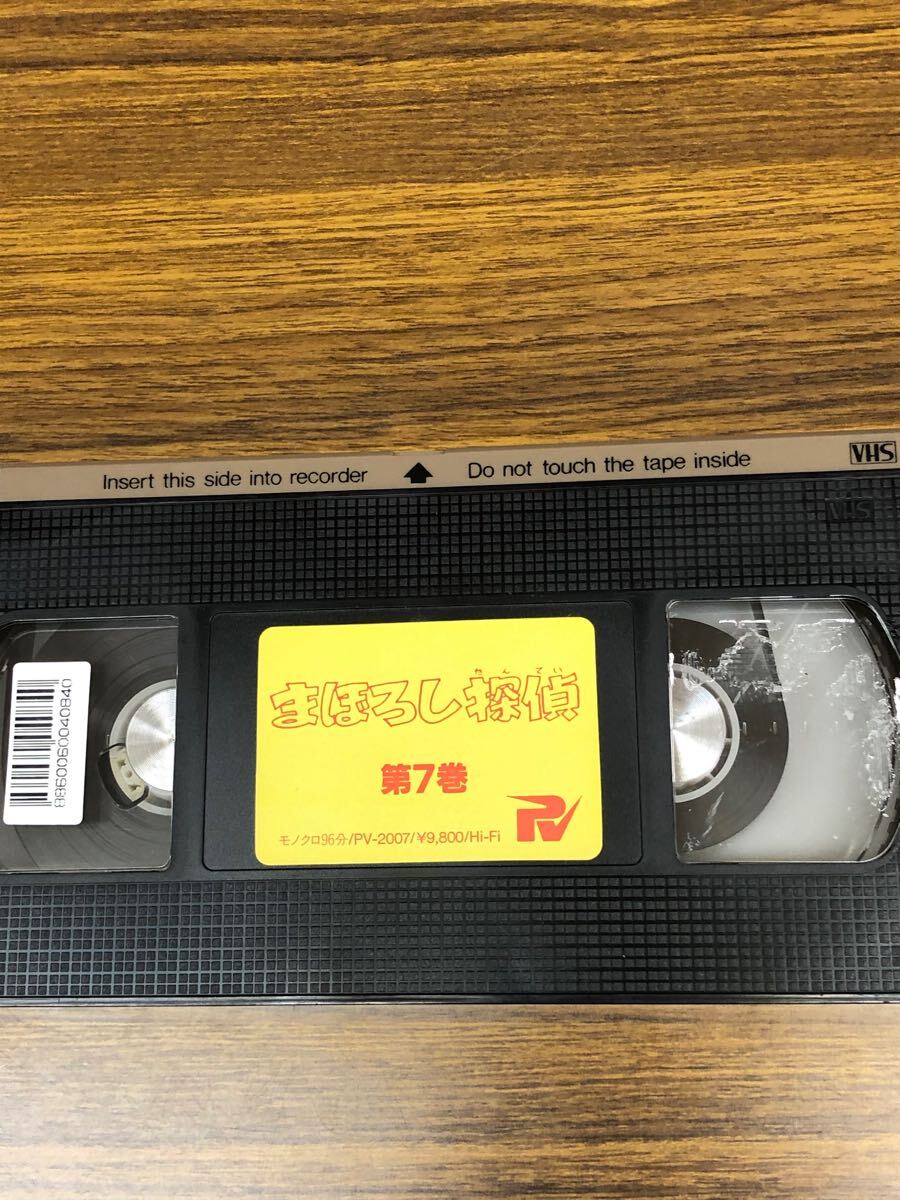 Insert this side into recorder
Do not touch the tape inside
VHS
VHS
たんてい
まぼろし探偵
第7巻
モノクロ96分/PV-2007/¥9,800/Hi-Fi
PV
8860060040840